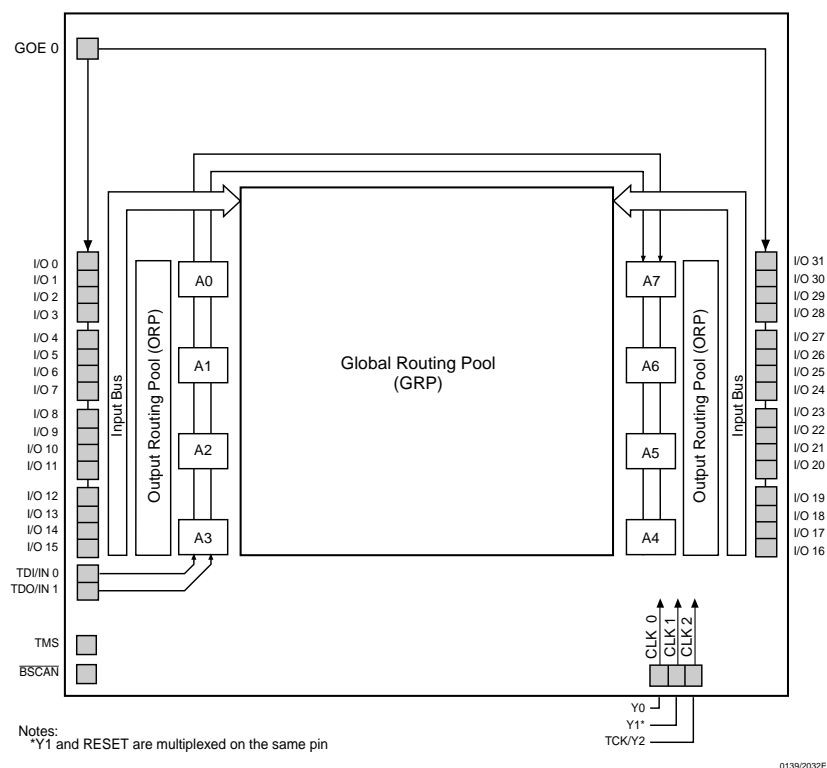 GOE 0
I/O 0
I/O 1
I/O 2
I/O 3
I/O 4
I/O 5
I/O 6
I/O 7
I/O 8
I/O 9
I/O 10
I/O 11
I/O 12
I/O 13
I/O 14
I/O 15
TDI/IN 0
TDO/IN 1
TMS
BSCAN
Input Bus
Output Routing Pool (ORP)
A0
A1
A2
A3
Global Routing Pool
(GRP)
A7
A6
A5
A4
Output Routing Pool (ORP)
Input Bus
I/O 31
I/O 30
I/O 29
I/O 28
I/O 27
I/O 26
I/O 25
I/O 24
I/O 23
I/O 22
I/O 21
I/O 20
I/O 19
I/O 18
I/O 17
I/O 16
CLK 0
CLK 1
CLK 2
Y0
Y1*
TCK/Y2
Notes:
*Y1 and RESET are multiplexed on the same pin
0139/2032E